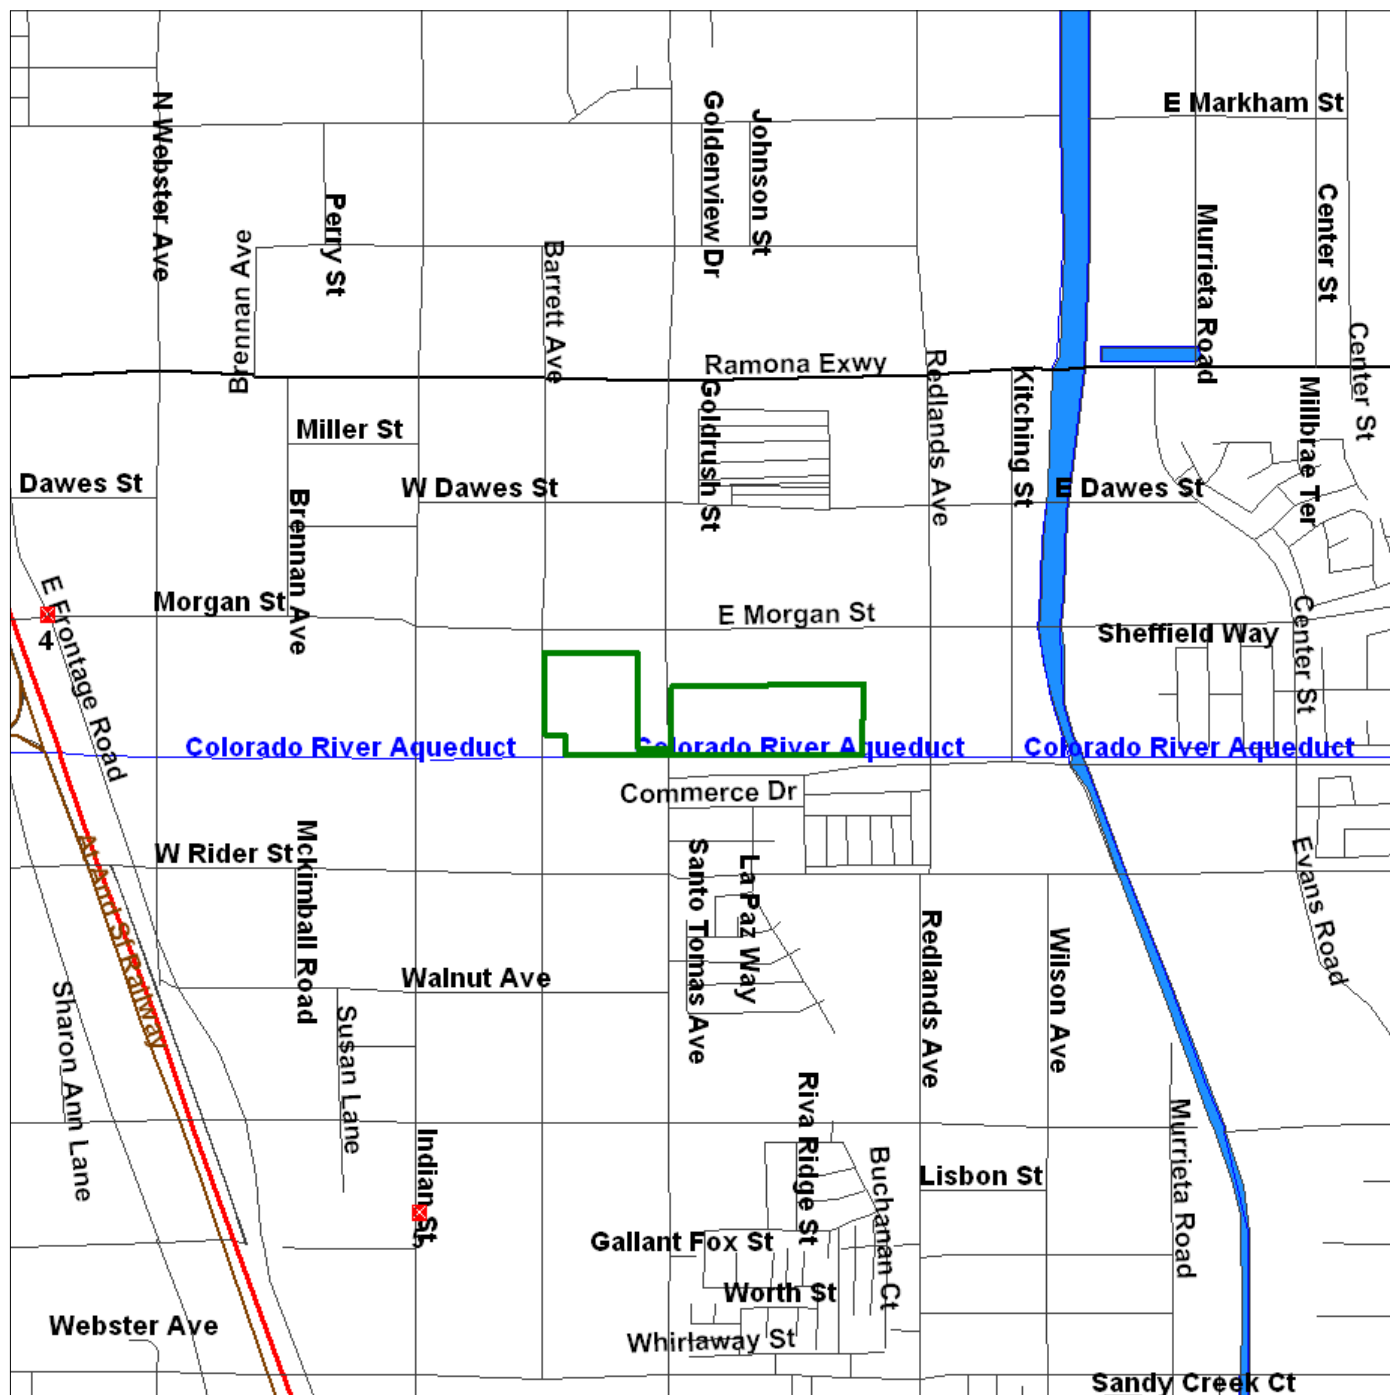 E Markham St
N Webster Ave
Goldenview Dr
Johnson St
Perry St
Center St
Murrieta Road
Brennan Ave
Barrett Ave
Center St
Ramona Exwy
Redlands Ave
Kitching St
Goldrush St
Millbrae Ter
Miller St
Dawes St
W Dawes St
E Dawes St
Brennan Ave
E Frontage Road
Morgan St
E Morgan St
4
Sheffield Way
Center St
Colorado River Aqueduct
Colorado River Aqueduct
Colorado River Aqueduct
Commerce Dr
At And Sf Railway
W Rider St
Mckimball Road
Santo Tomas Ave
La Paz Way
Evans Road
Redlands Ave
Wilson Ave
Walnut Ave
Sharon Ann Lane
Susan Lane
Riva Ridge St
Murrieta Road
Indian St
Buchanan Ct
Lisbon St
Gallant Fox St
Worth St
Webster Ave
Whirlaway St
Sandy Creek Ct